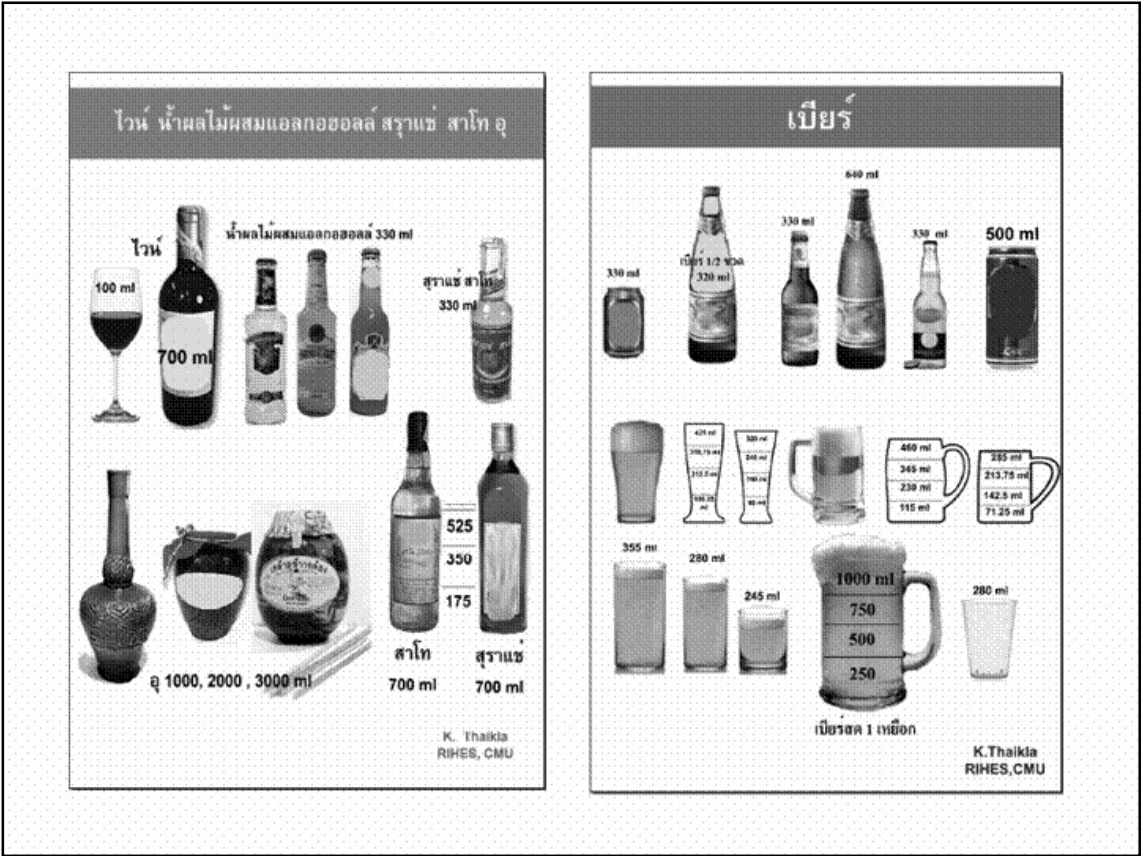 ไวน์ น้ำผลไม้ผสมแอลกอฮอลล์ สุราแช่ สาโท อุ
ไวน์
น้ำผลไม้ผสมแอลกอฮอลล์ 330 ml
100 ml
700 ml
สุราแช่ สาโท
330 ml
525
350
175
สาโท
700 ml
สุราแช่
700 ml
อุ 1000, 2000 , 3000 ml
K. Thaikla
RIHES, CMU
เบียร์
330 ml
เบียร์ 1/2 ขวด
320 ml
330 ml
640 ml
330 ml
500 ml
425 ml
320 ml
240 ml
460 ml
345 ml
230 ml
115 ml
285 ml
213.75 ml
142.5 ml
71.25 ml
355 ml
280 ml
245 ml
1000 ml
750
500
250
280 ml
เบียร์สด 1 เหยือก
K.Thaikla
RIHES,CMU